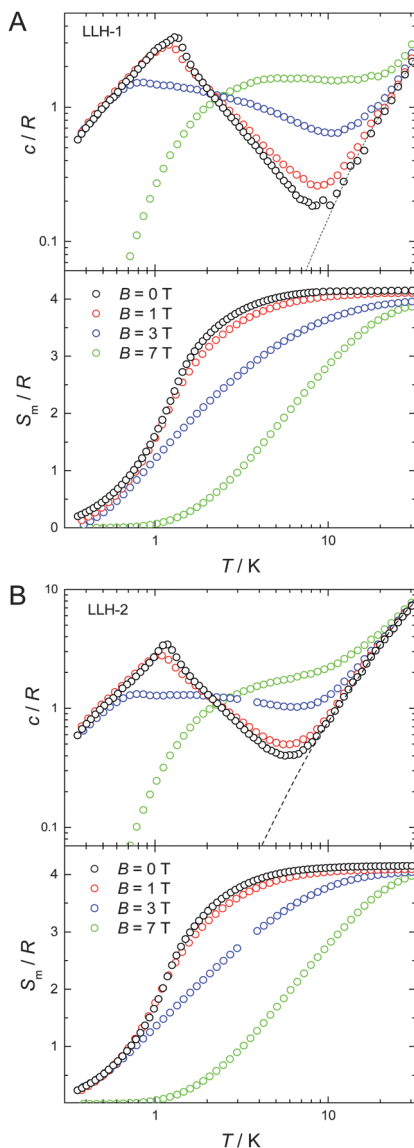 A
LLH-1
c / R
1
0.1
B = 0 T
B = 1 T
B = 3 T
B = 7 T
S_m / R
4
3
2
1
0
1
10
T / K
B
LLH-2
c / R
10
1
0.1
B = 0 T
B = 1 T
B = 3 T
B = 7 T
S_m / R
4
3
2
1
1
10
T / K